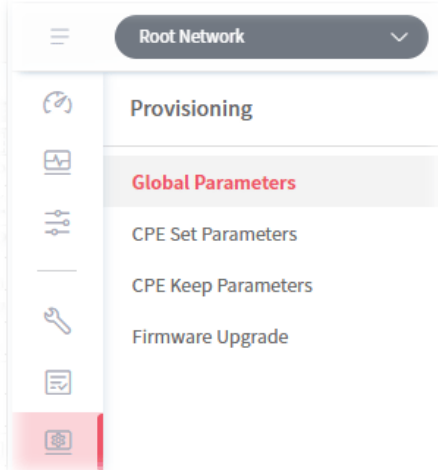 Root Network
Provisioning
Global Parameters
CPE Set Parameters
CPE Keep Parameters
Firmware Upgrade